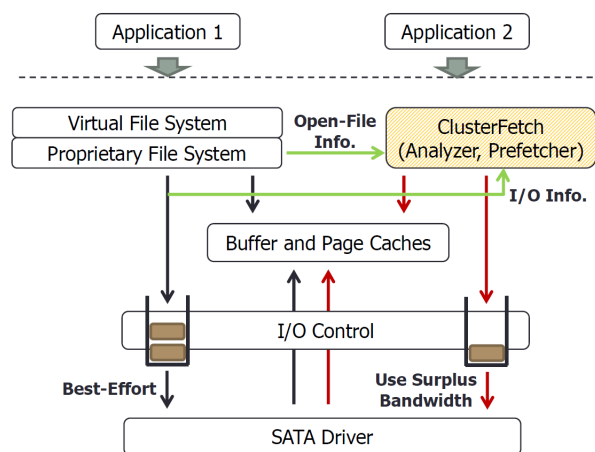 Application 1
Application 2
Virtual File System
Proprietary File System
Open-File
Info.
ClusterFetch
(Analyzer, Prefetcher)
I/O Info.
Buffer and Page Caches
I/O Control
Best-Effort
Use Surplus
Bandwidth
SATA Driver